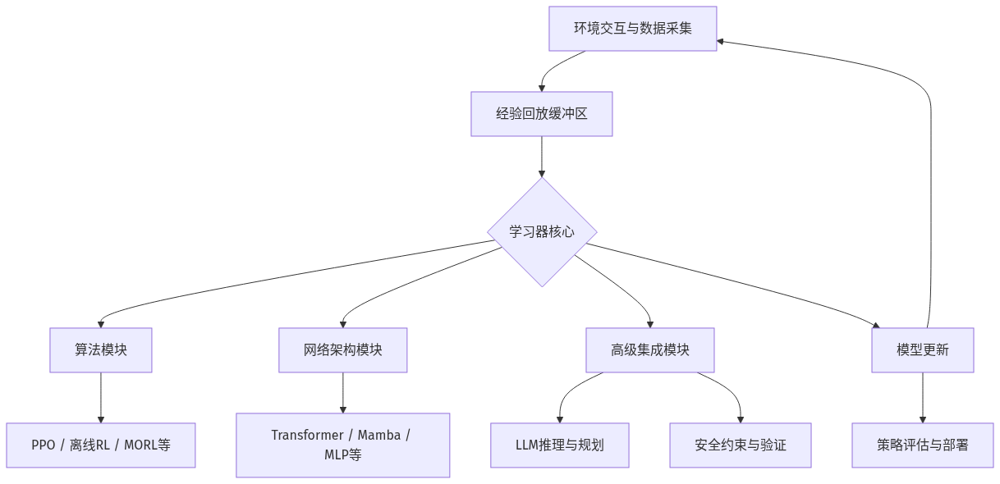 环境交互与数据采集
经验回放缓冲区
学习器核心
算法模块
网络架构模块
高级集成模块
模型更新
PPO / 离线RL / MORL等
Transformer / Mamba /
MLP等
LLM推理与规划
安全约束与验证
策略评估与部署